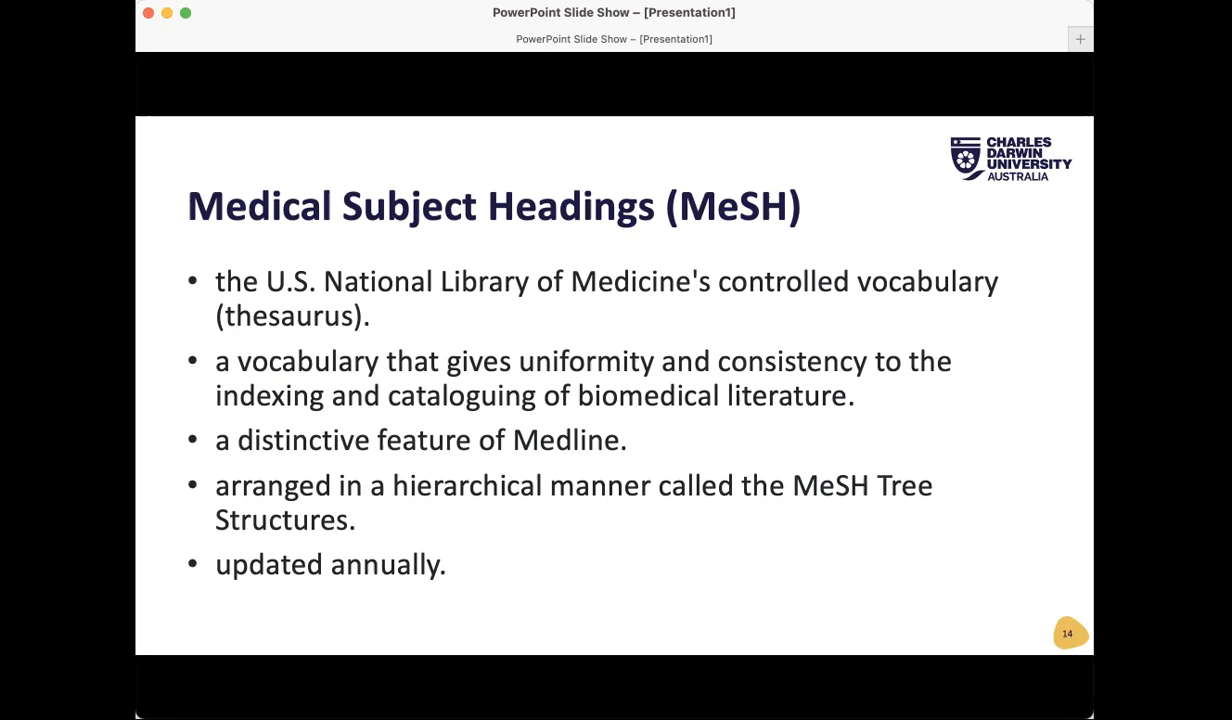 PowerPoint Slide Show – [Presentation1]
PowerPoint Slide Show – [Presentation1]
+
CHARLES
DARWIN
UNIVERSITY
AUSTRALIA
Medical Subject Headings (MeSH)
• the U.S. National Library of Medicine's controlled vocabulary
(thesaurus).
• a vocabulary that gives uniformity and consistency to the
indexing and cataloguing of biomedical literature.
• a distinctive feature of Medline.
• arranged in a hierarchical manner called the MeSH Tree
Structures.
• updated annually.
14